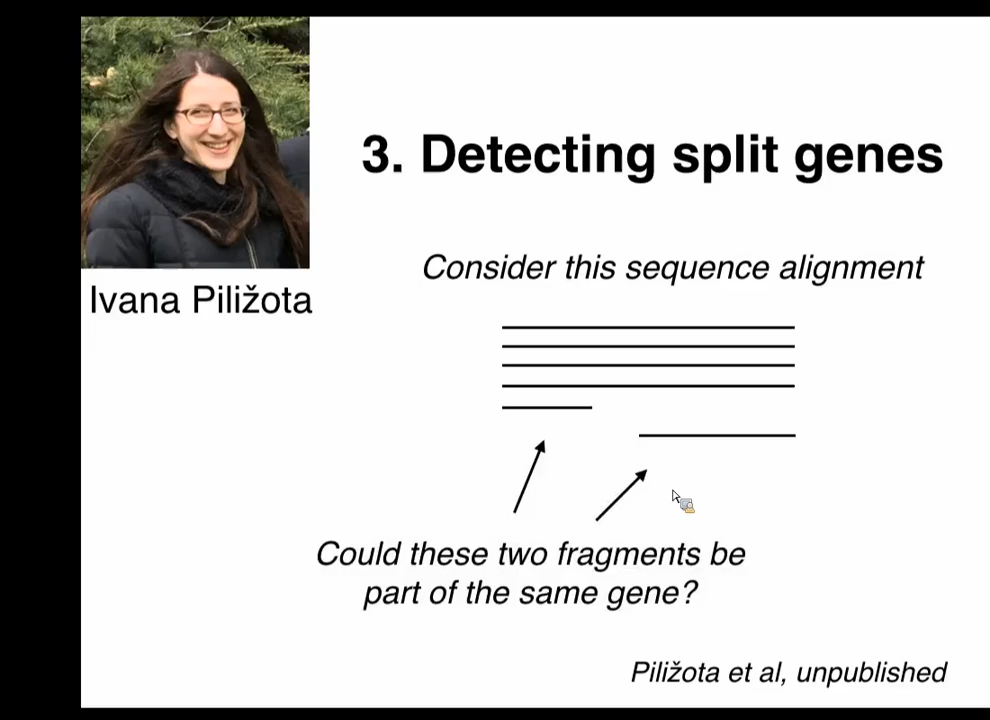 3. Detecting split genes
Consider this sequence alignment
Ivana Piližota
Could these two fragments be
part of the same gene?
Piližota et al, unpublished